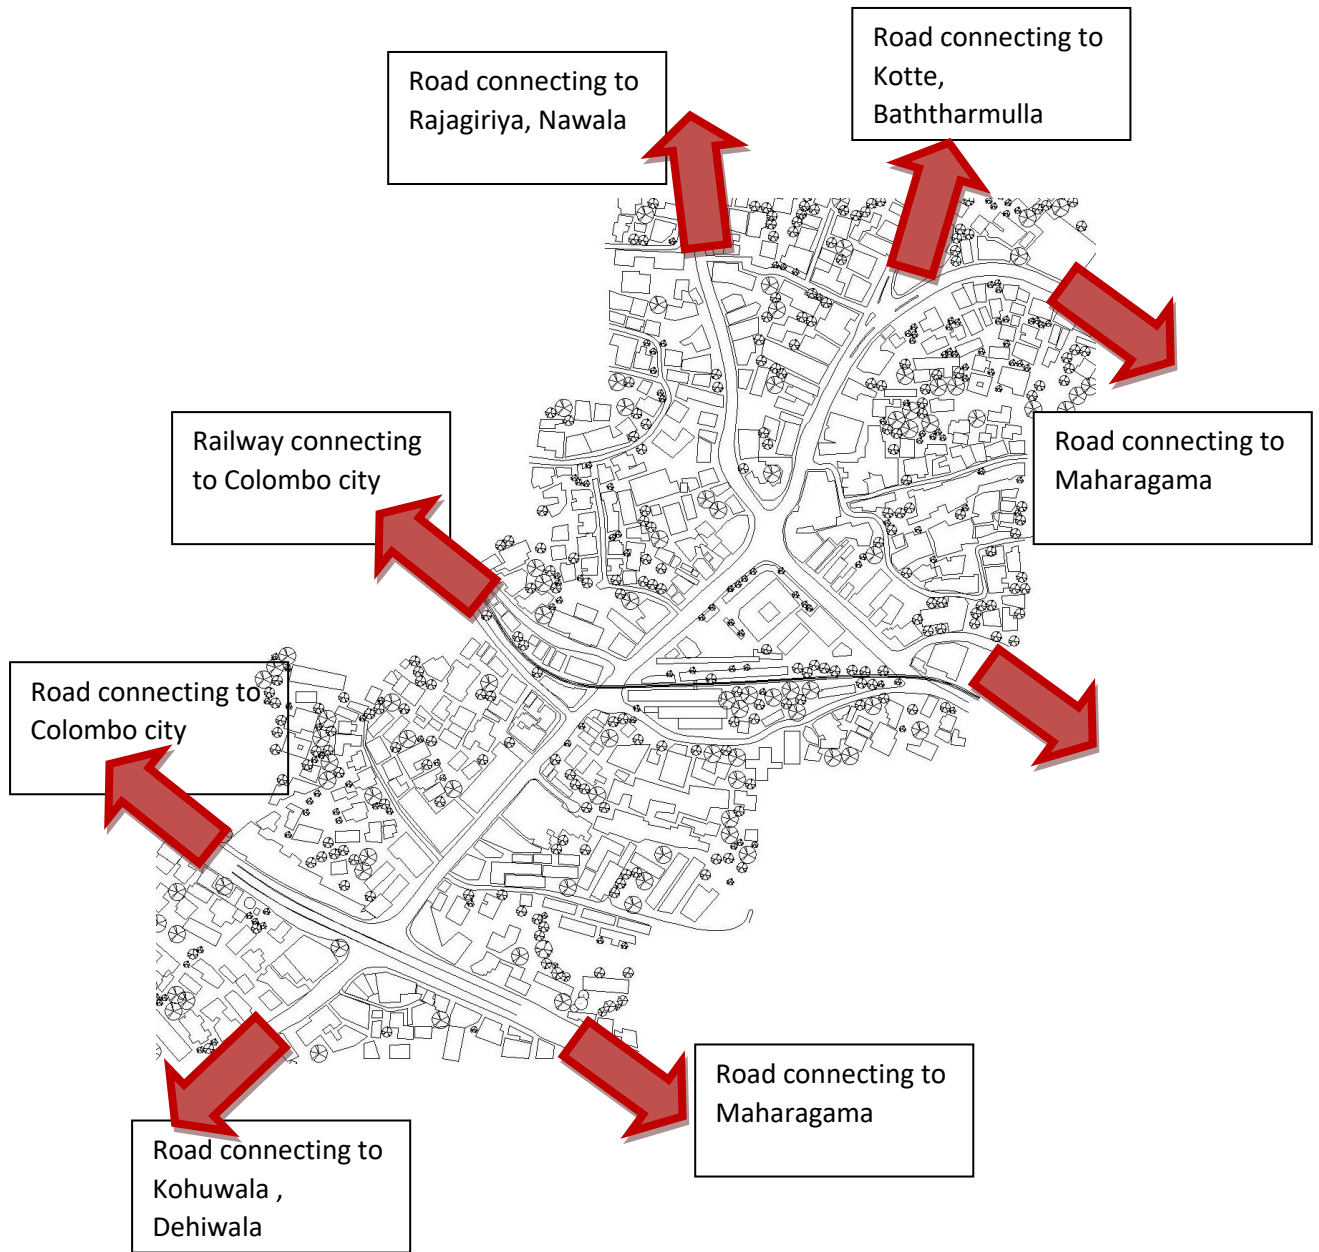 Road connecting to
Kotte,
Baththarmulla
Road connecting to
Rajagiriya, Nawala
Railway connecting
to Colombo city
Road connecting to
Maharagama
Road connecting to
Colombo city
Road connecting to
Maharagama
Road connecting to
Kohuwala ,
Dehiwala